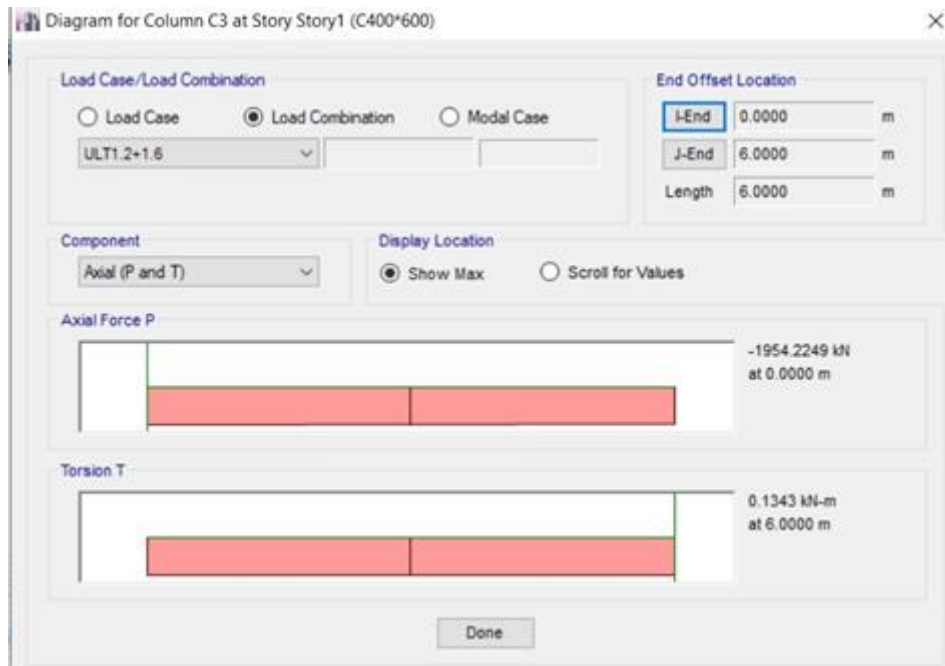 Diagram for Column C3 at Story Story1 (C400*600)
Load Case/Load Combination
Load Case
Load Combination
Modal Case
ULT1.2+1.6
End Offset Location
I-End 0.0000 m
J-End 6.0000 m
Length 6.0000 m
Component
Axial (P and T)
Display Location
Show Max
Scroll for Values
Axial Force P
-1954.2249 kN
at 0.0000 m
Torsion T
0.1343 kN-m
at 6.0000 m
Done